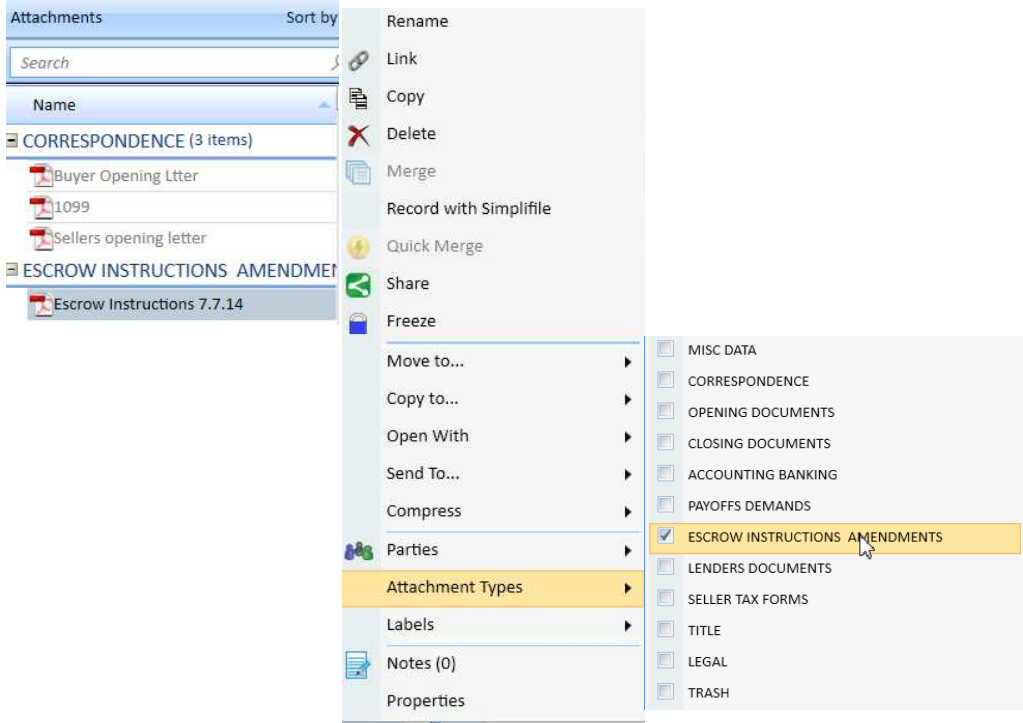 Attachments Sort by
Search
Name
CORRESPONDENCE (3 items)
Buyer Opening Ltter
1099
Sellers opening letter
ESCROW INSTRUCTIONS AMENDMEN
Escrow Instructions 7.7.14
Rename
Link
Copy
Delete
Merge
Record with Simplifile
Quick Merge
Share
Freeze
Move to...
Copy to...
Open With
Send To...
Compress
Parties
Attachment Types
Labels
Notes (0)
Properties
MISC DATA
CORRESPONDENCE
OPENING DOCUMENTS
CLOSING DOCUMENTS
ACCOUNTING BANKING
PAYOFFS DEMANDS
ESCROW INSTRUCTIONS AMENDMENTS
LENDERS DOCUMENTS
SELLER TAX FORMS
TITLE
LEGAL
TRASH